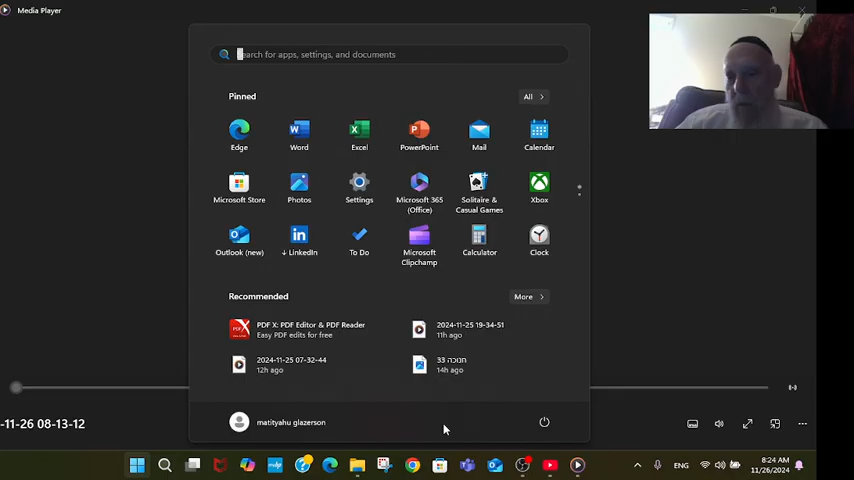 Media Player
Search for apps, settings, and documents
Pinned
All
Edge
Word
Excel
PowerPoint
Mail
Calendar
Microsoft Store
Photos
Settings
Microsoft 365 (Office)
Solitaire & Casual Games
Xbox
Outlook (new)
LinkedIn
To Do
Microsoft Clipchamp
Calculator
Clock
Recommended
More
PDF X: PDF Editor & PDF Reader
Easy PDF edits for free
2024-11-25 19-34-51
11h ago
2024-11-25 07-32-44
12h ago
חנוכה 33
14h ago
-11-26 08-13-12
matityahu glazerson
ENG
8:24 AM
11/26/2024